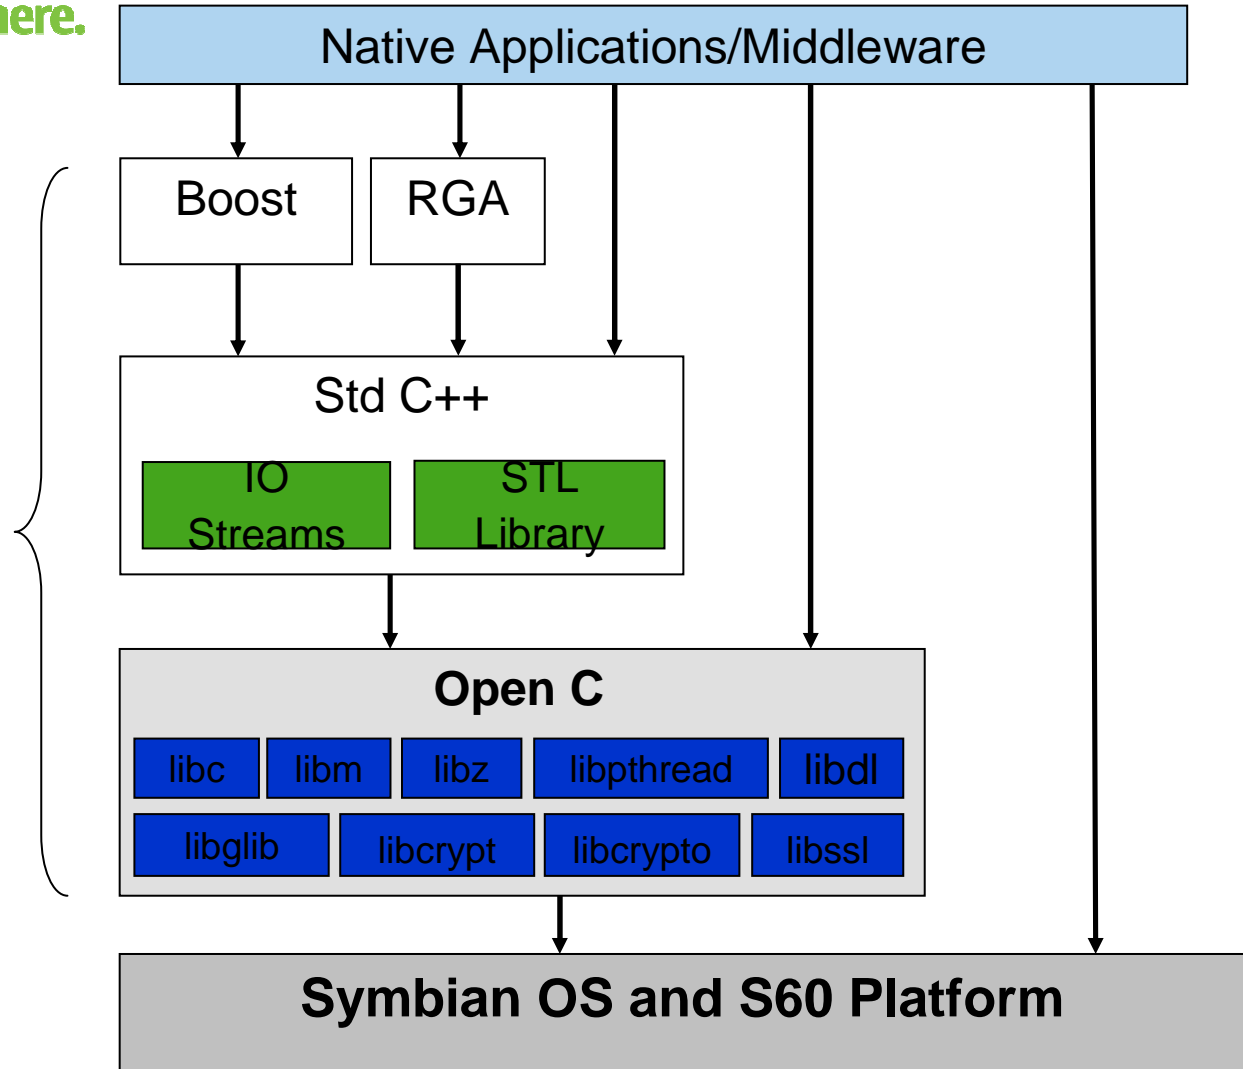 here.
Native Applications/Middleware
Boost
RGA
Std C++
IO
Streams
STL
Library
Open C
libc
libm
libz
libpthread
libdl
libglib
libcrypt
libcrypto
libssl
Symbian OS and S60 Platform